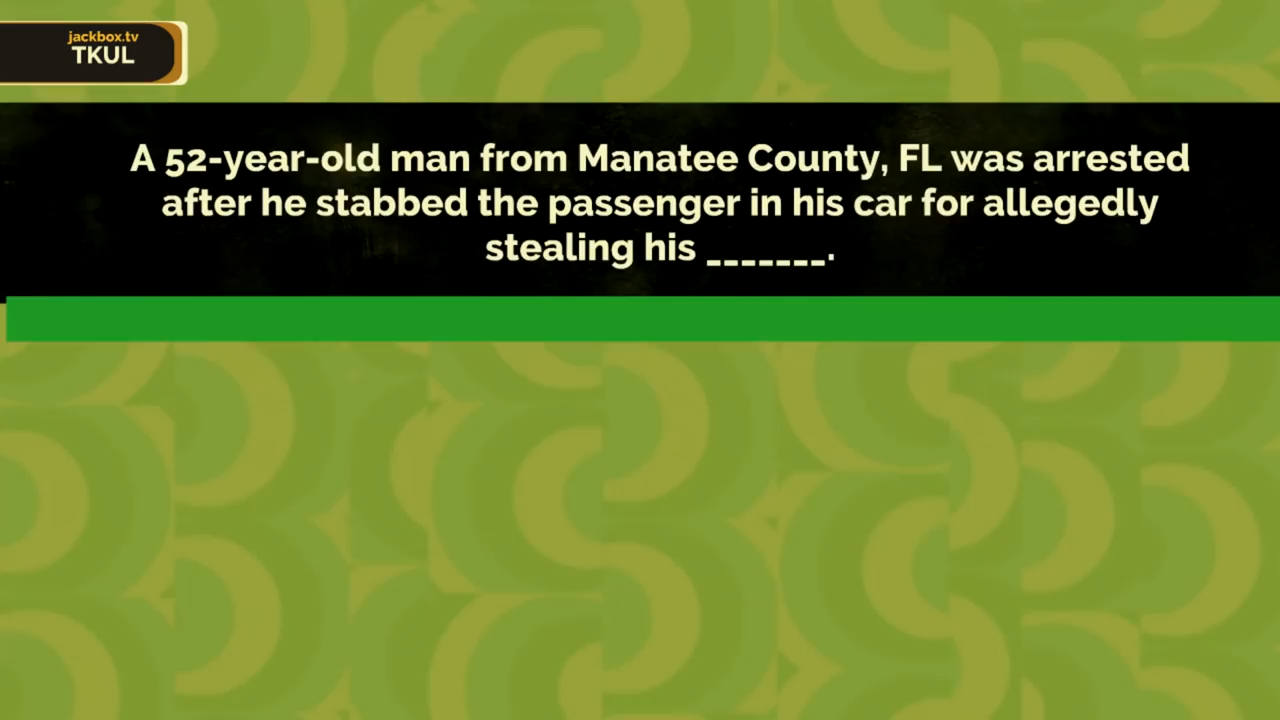 jackbox.tv
TKUL
A 52-year-old man from Manatee County, FL was arrested
after he stabbed the passenger in his car for allegedly
stealing his _______.